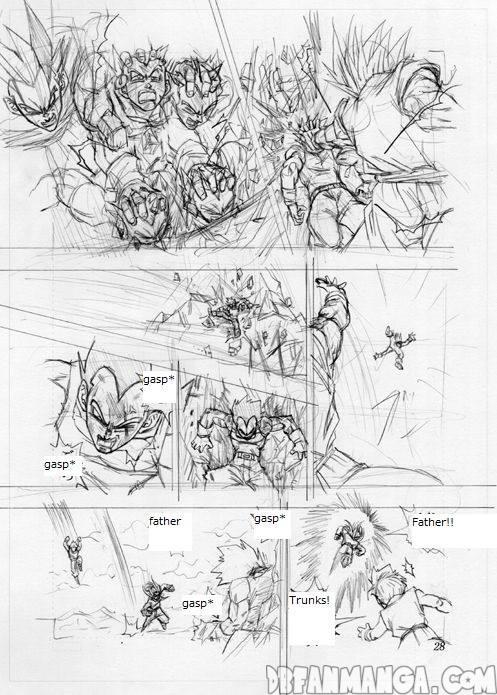 gasp*
gasp*
father
gasp*
gasp*
Father!!
Trunks!
28
DBFANMANGA.COM